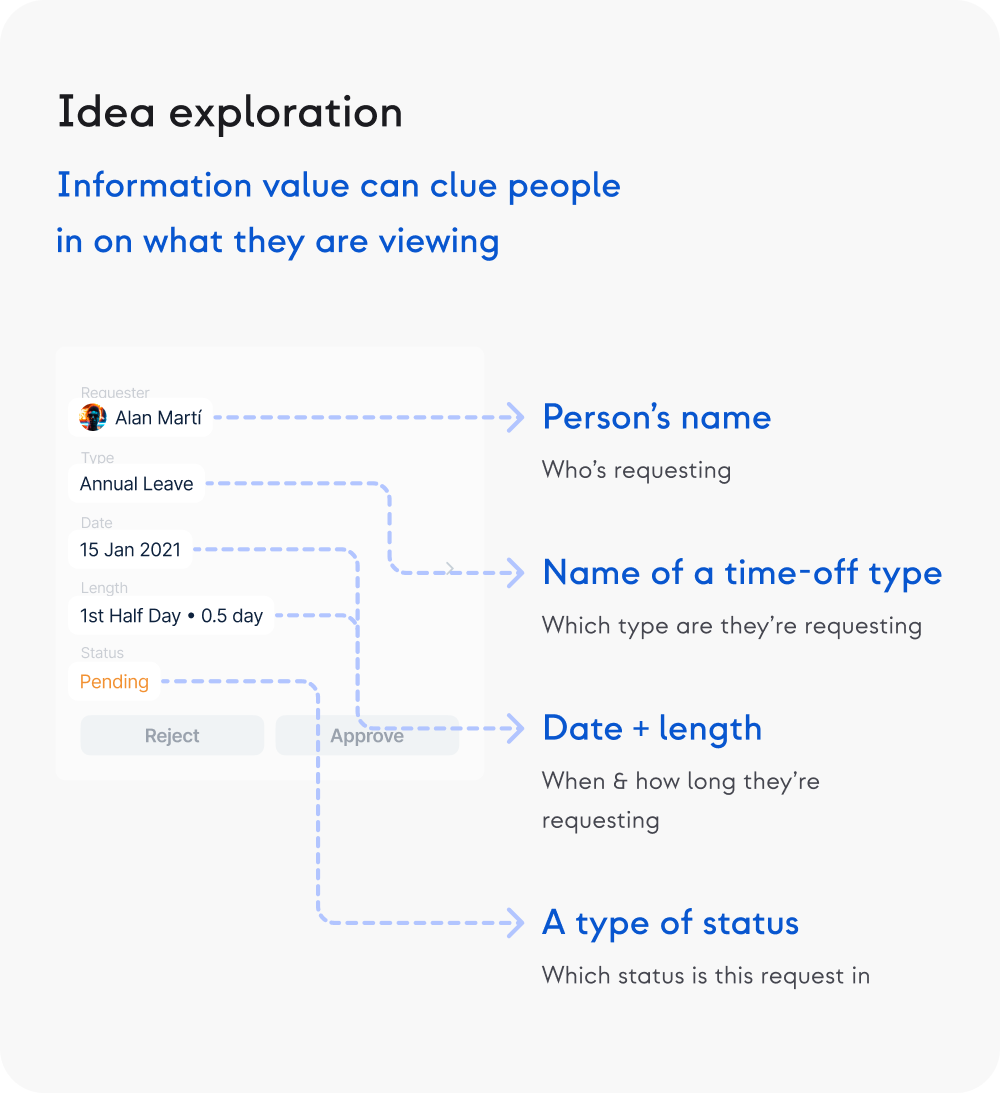 Idea exploration
Information value can clue people
in on what they are viewing
Requester
Alan Martí
Type
Annual Leave
Date
15 Jan 2021
Length
1st Half Day • 0.5 day
Status
Pending
Reject
Approve
Person's name
Who's requesting
Name of a time-off type
Which type are they're requesting
Date + length
When & how long they're
requesting
A type of status
Which status is this request in